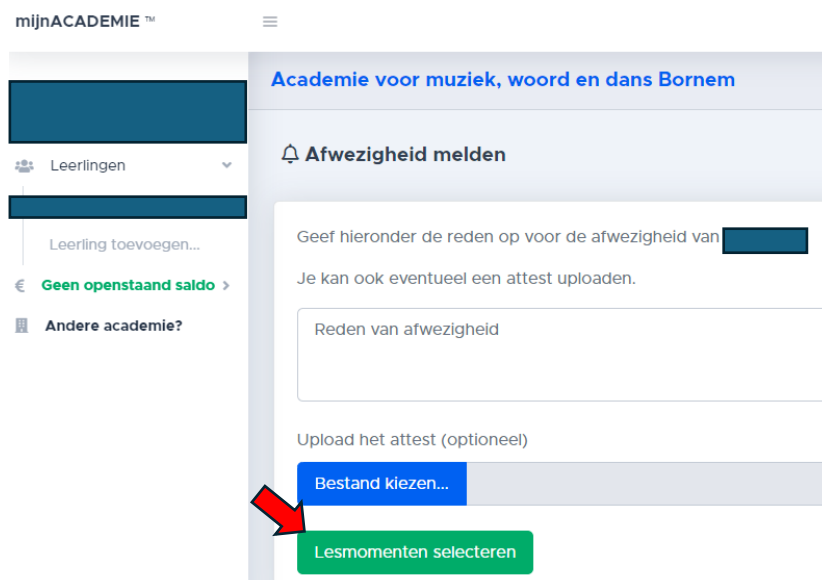 mijnACADEMIE ™
Academie voor muziek, woord en dans Bornem
Leerlingen
Leerling toevoegen...
€ Geen openstaand saldo
Andere academie?
Afwezigheid melden
Geef hieronder de reden op voor de afwezigheid van
Je kan ook eventueel een attest uploaden.
Reden van afwezigheid
Upload het attest (optioneel)
Bestand kiezen...
Lesmomenten selecteren